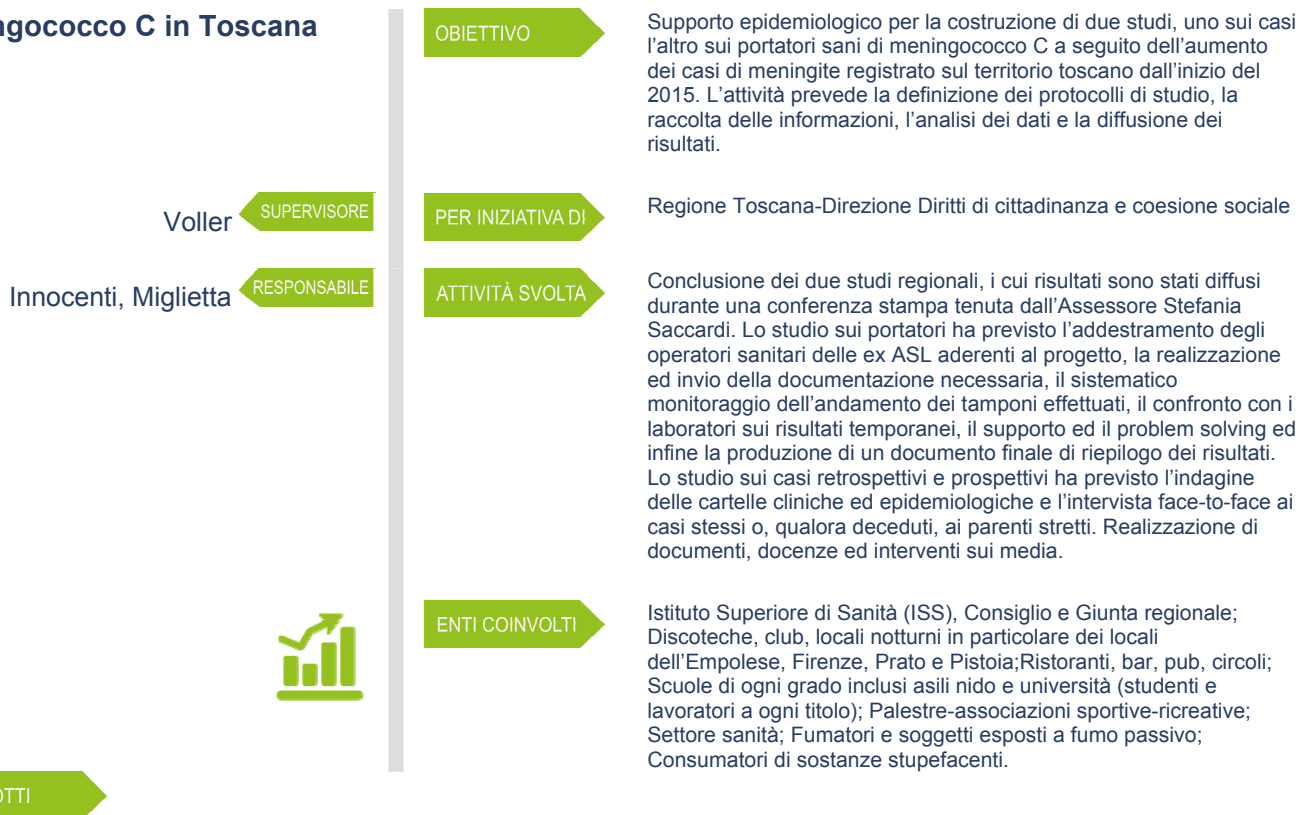 ngococco C in Toscana
OBIETTIVO
Supporto epidemiologico per la costruzione di due studi, uno sui casi
l'altro sui portatori sani di meningococco C a seguito dell'aumento
dei casi di meningite registrato sul territorio toscano dall'inizio del
2015. L'attività prevede la definizione dei protocolli di studio, la
raccolta delle informazioni, l'analisi dei dati e la diffusione dei
risultati.
Voller
SUPERVISORE
PER INIZIATIVA DI
Regione Toscana-Direzione Diritti di cittadinanza e coesione sociale
Innocenti, Miglietta
RESPONSABILE
ATTIVITÀ SVOLTA
Conclusione dei due studi regionali, i cui risultati sono stati diffusi
durante una conferenza stampa tenuta dall'Assessore Stefania
Saccardi. Lo studio sui portatori ha previsto l'addestramento degli
operatori sanitari delle ex ASL aderenti al progetto, la realizzazione
ed invio della documentazione necessaria, il sistematico
monitoraggio dell'andamento dei tamponi effettuati, il confronto con i
laboratori sui risultati temporanei, il supporto ed il problem solving ed
infine la produzione di un documento finale di riepilogo dei risultati.
Lo studio sui casi retrospettivi e prospettivi ha previsto l'indagine
delle cartelle cliniche ed epidemiologiche e l'intervista face-to-face ai
casi stessi o, qualora deceduti, ai parenti stretti. Realizzazione di
documenti, docenze ed interventi sui media.
ENTI COINVOLTI
Istituto Superiore di Sanità (ISS), Consiglio e Giunta regionale;
Discoteche, club, locali notturni in particolare dei locali
dell'Empolese, Firenze, Prato e Pistoia;Ristoranti, bar, pub, circoli;
Scuole di ogni grado inclusi asili nido e università (studenti e
lavoratori a ogni titolo); Palestre-associazioni sportive-ricreative;
Settore sanità; Fumatori e soggetti esposti a fumo passivo;
Consumatori di sostanze stupefacenti.
OTTI